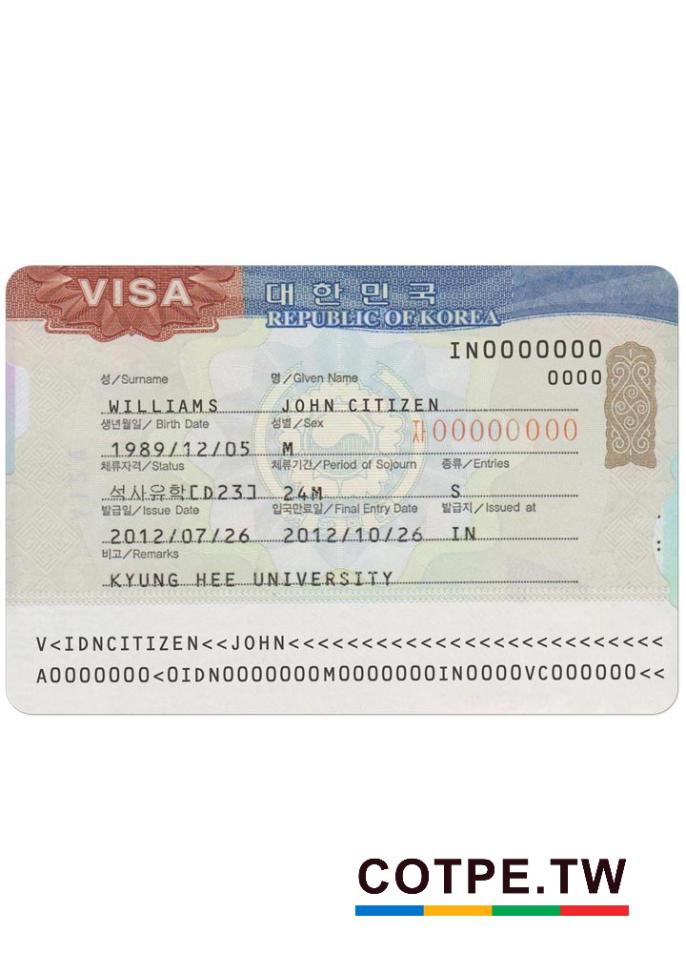 VISA 대한민국
REPUBLIC OF KOREA
IN0000000
성/Surname 명/Given Name 0000
WILLIAMS JOHN CITIZEN
생년월일/Birth Date 성별/Sex 자00000000
1989/12/05 M
체류자격/Status 체류기간/Period of Sojourn 종류/Entries
석사유학[D23] 24M S
발급일/Issue Date 입국만료일/Final Entry Date 발급지/Issued at
2012/07/26 2012/10/26 IN
비고/Remarks
KYUNG HEE UNIVERSITY
V<IDNCITIZEN<<JOHN<<<<<<<<<<<<<<<<<<<<<<<<<<
A0000000<0IDN0000000M0000000IN0000VC000000<<
COTPE.TW